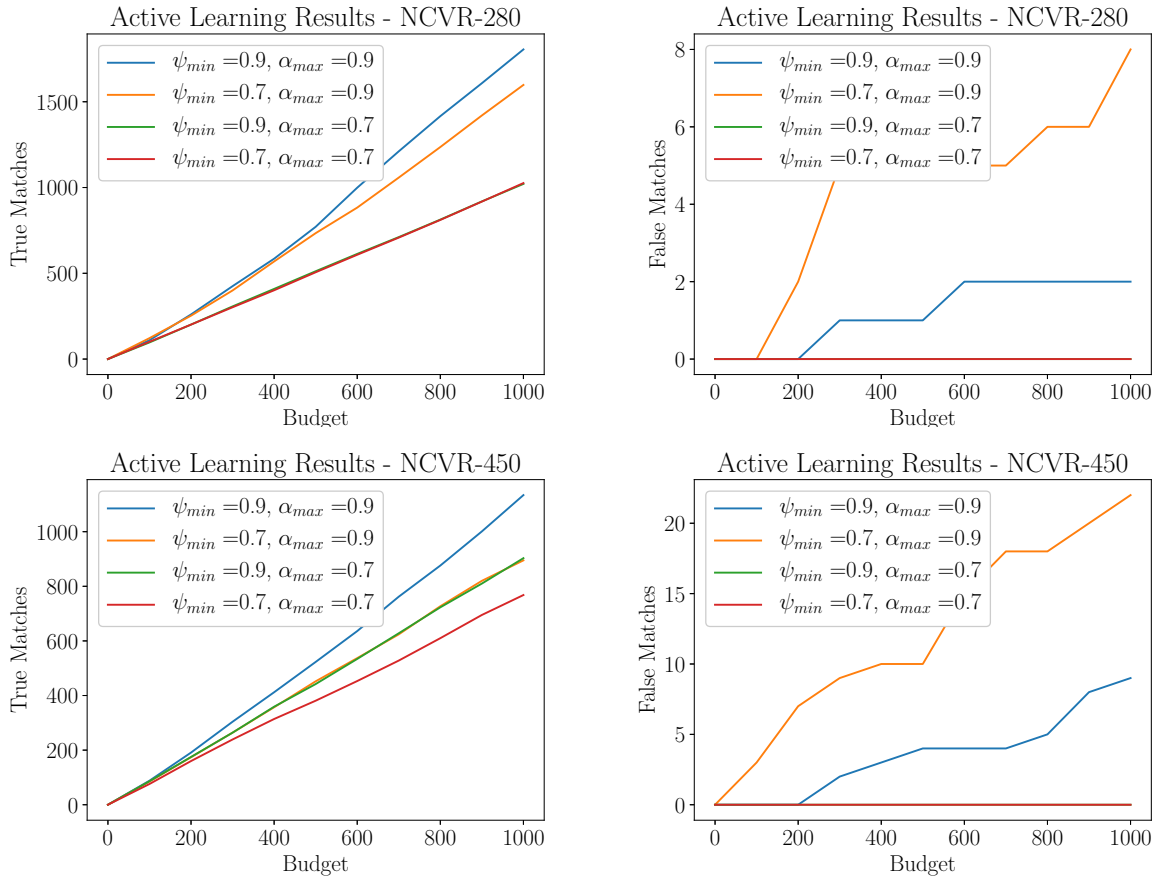 Active Learning Results - NCVR-280
ψmin =0.9, αmax =0.9
ψmin =0.7, αmax =0.9
ψmin =0.9, αmax =0.7
ψmin =0.7, αmax =0.7
True Matches
1500
1000
500
0
0 200 400 600 800 1000
Budget
Active Learning Results - NCVR-280
ψmin =0.9, αmax =0.9
ψmin =0.7, αmax =0.9
ψmin =0.9, αmax =0.7
ψmin =0.7, αmax =0.7
False Matches
8
6
4
2
0
0 200 400 600 800 1000
Budget
Active Learning Results - NCVR-450
ψmin =0.9, αmax =0.9
ψmin =0.7, αmax =0.9
ψmin =0.9, αmax =0.7
ψmin =0.7, αmax =0.7
True Matches
1000
800
600
400
200
0
0 200 400 600 800 1000
Budget
Active Learning Results - NCVR-450
ψmin =0.9, αmax =0.9
ψmin =0.7, αmax =0.9
ψmin =0.9, αmax =0.7
ψmin =0.7, αmax =0.7
False Matches
20
15
10
5
0
0 200 400 600 800 1000
Budget